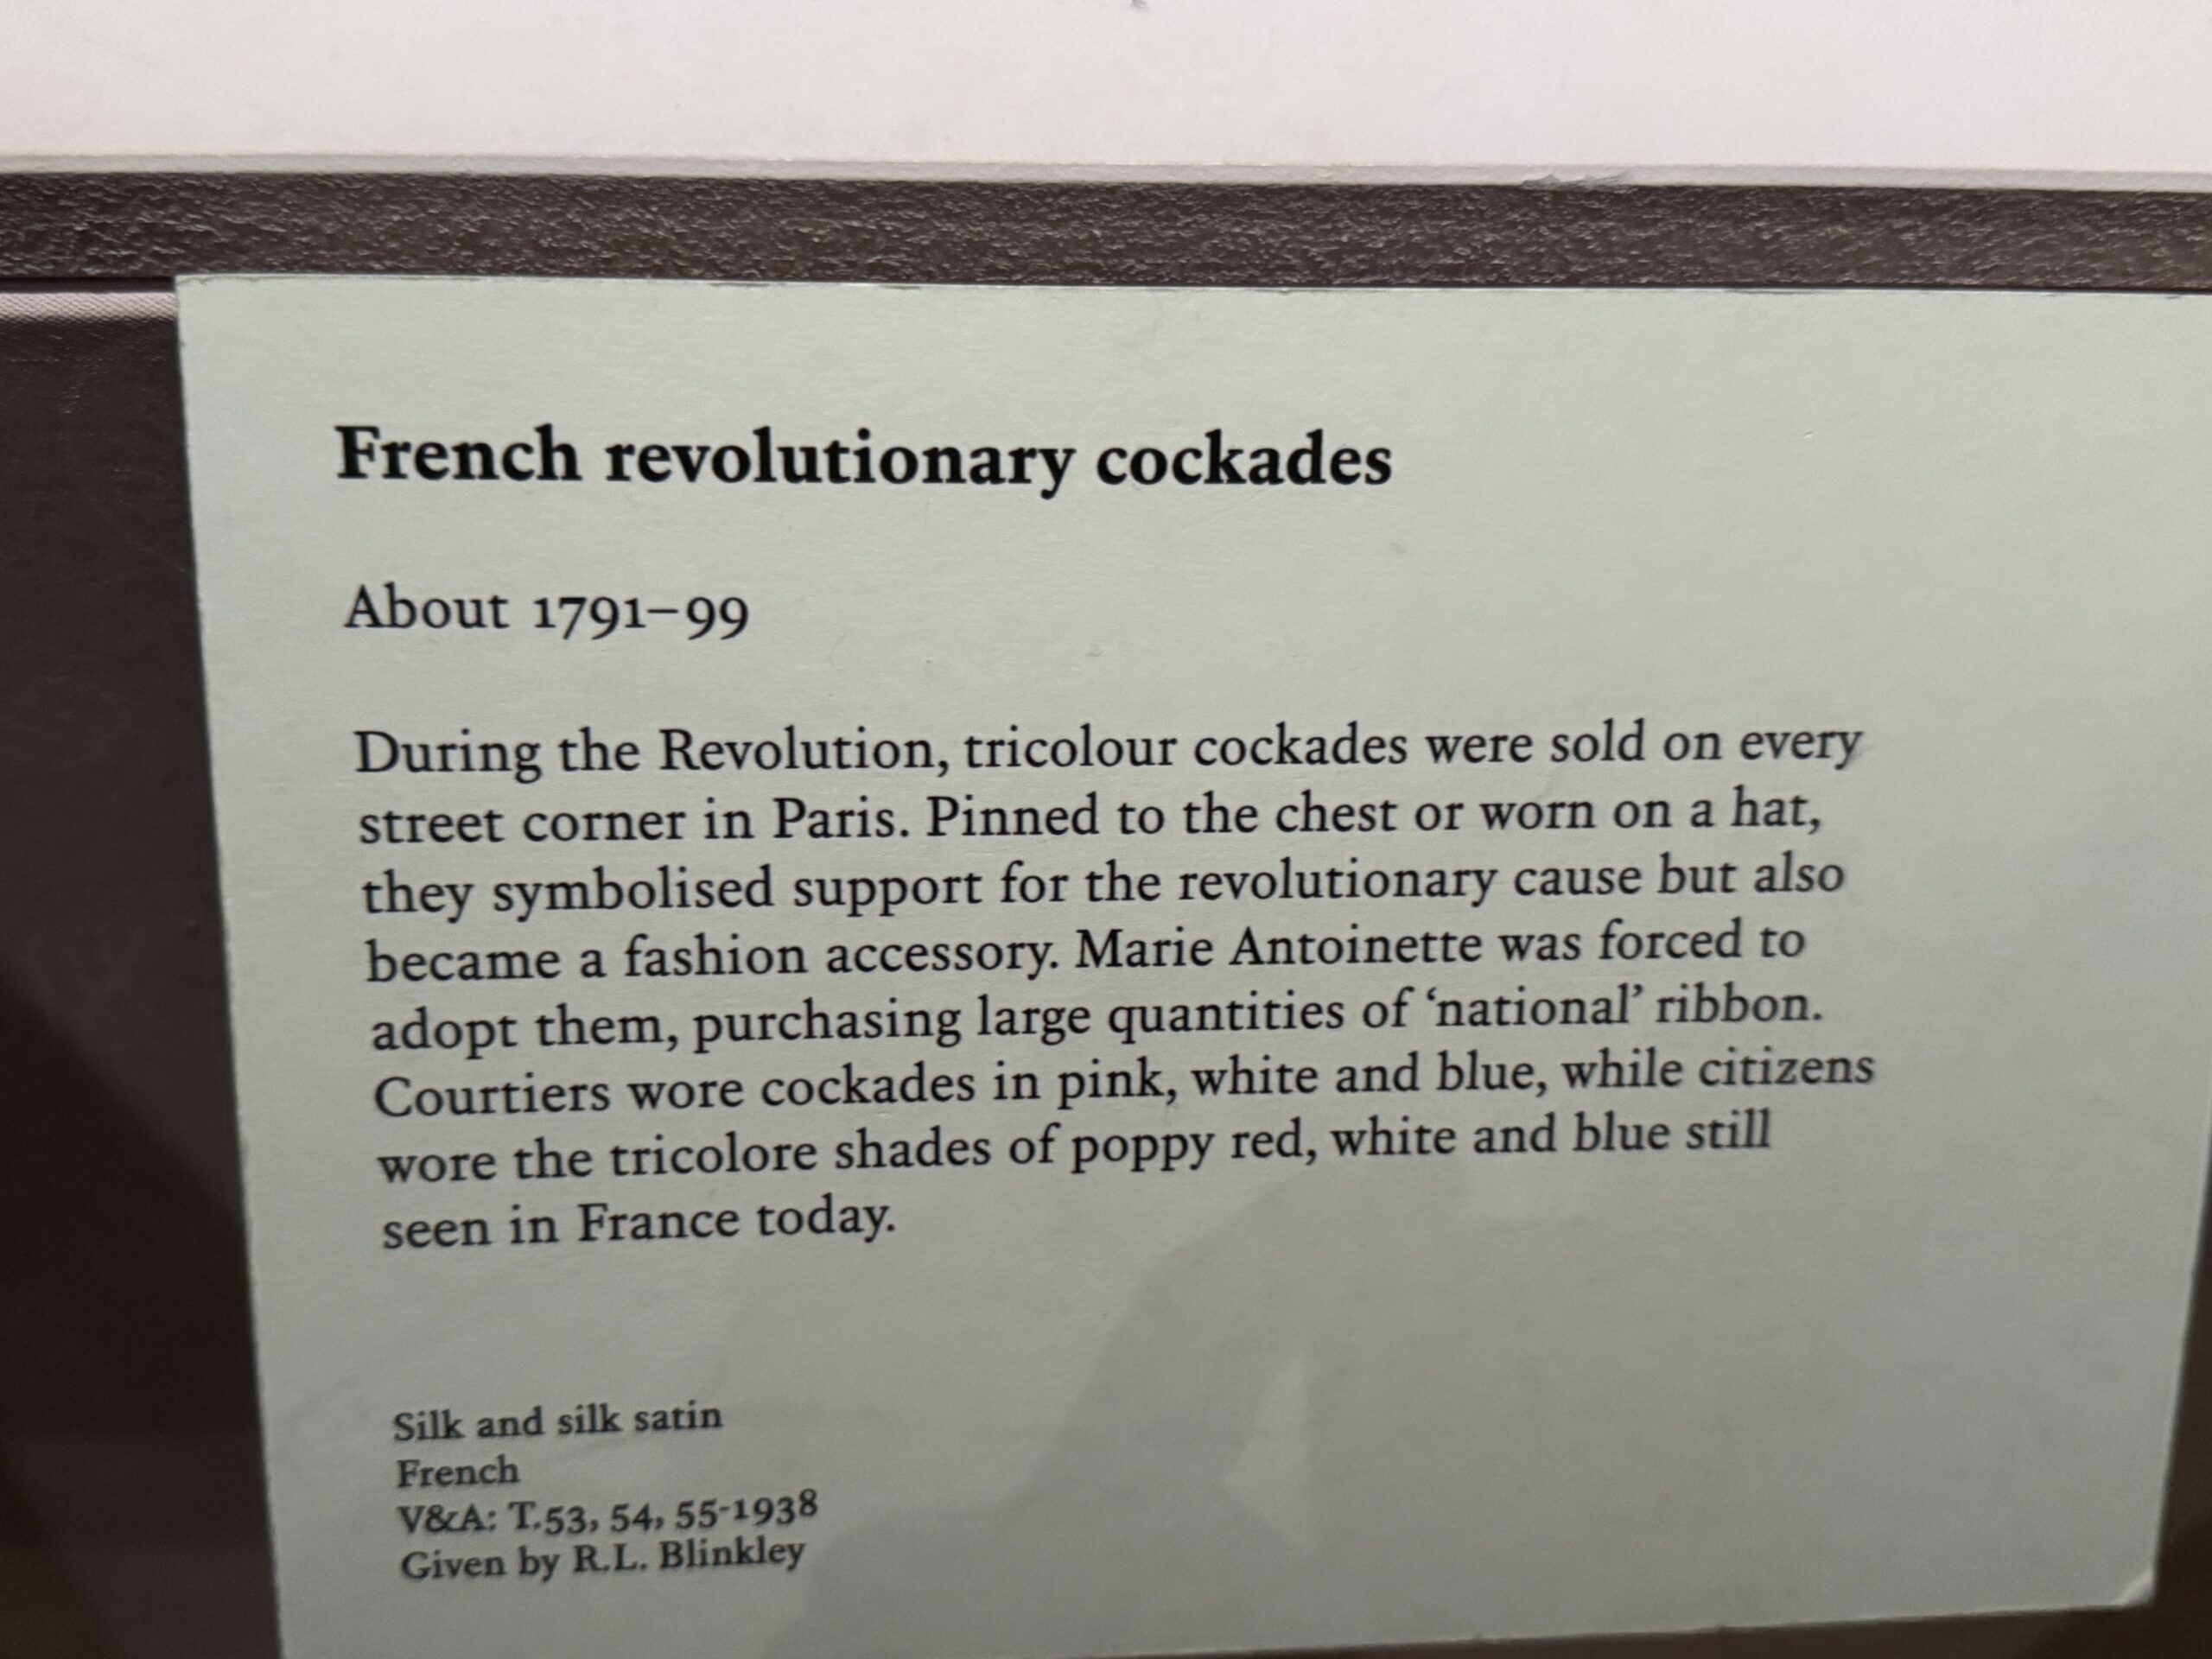 French revolutionary cockades
About 1791–99
During the Revolution, tricolour cockades were sold on every
street corner in Paris. Pinned to the chest or worn on a hat,
they symbolised support for the revolutionary cause but also
became a fashion accessory. Marie Antoinette was forced to
adopt them, purchasing large quantities of ‘national’ ribbon.
Courtiers wore cockades in pink, white and blue, while citizens
wore the tricolore shades of poppy red, white and blue still
seen in France today.
Silk and silk satin
French
V&A: T.53, 54, 55-1938
Given by R.L. Blinkley